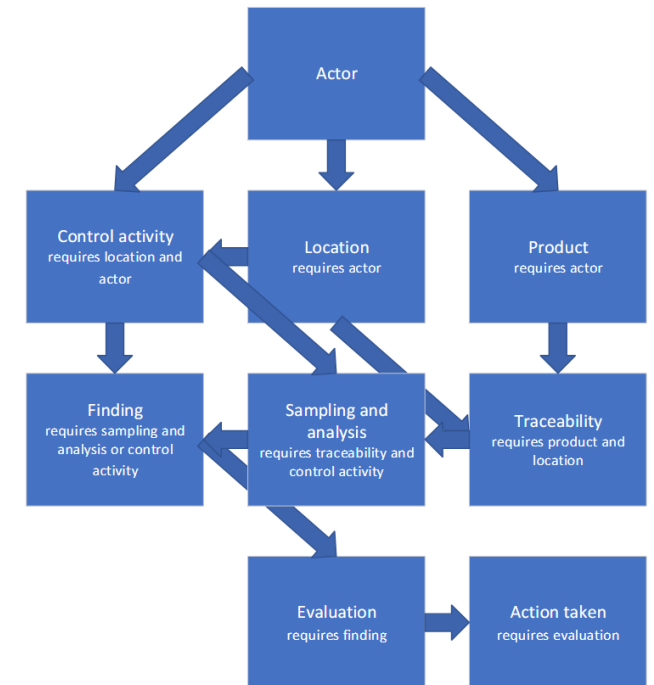 Actor
Control activity
requires location and
actor
Location
requires actor
Product
requires actor
Finding
requires sampling and
analysis or control
activity
Sampling and
analysis
requires traceability and
control activity
Traceability
requires product and
location
Evaluation
requires finding
Action taken
requires evaluation